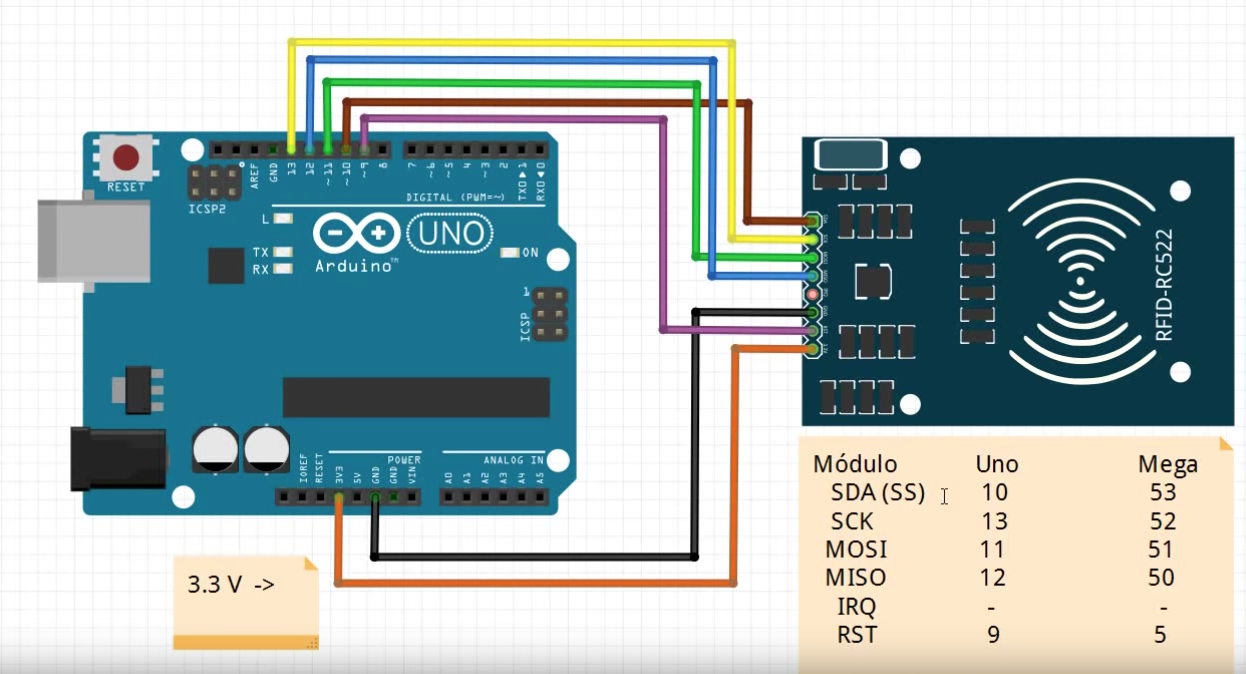 RESET
ICSP2
AREF
GND
13
12
~11
~10
~9
8
7
~6
~5
4
~3
2
TX0▶1
RX0◀0
DIGITAL (PWM=~)
L
TX
RX
UNO
Arduino™
ON
1
ICSP
RFID-RC522
IOREF
RESET
3V3
5V
GND
GND
VIN
POWER
ANALOG IN
A0
A1
A2
A3
A4
A5
3.3 V ->
Módulo Uno Mega
SDA (SS) 10 53
SCK 13 52
MOSI 11 51
MISO 12 50
IRQ - -
RST 9 5